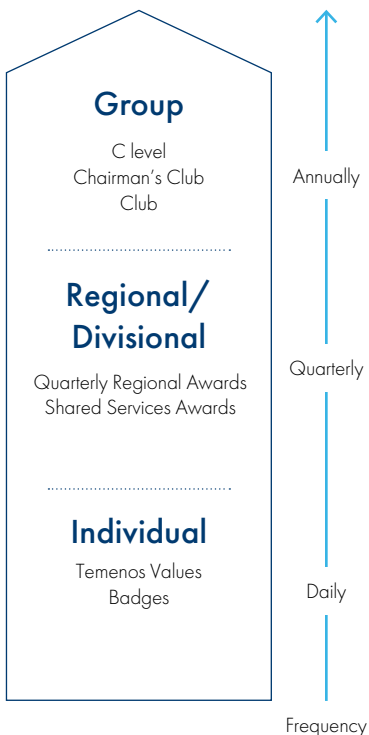 Group
C level
Chairman's Club
Club
Annually
Regional/
Divisional
Quarterly Regional Awards
Shared Services Awards
Quarterly
Individual
Temenos Values
Badges
Daily
Frequency